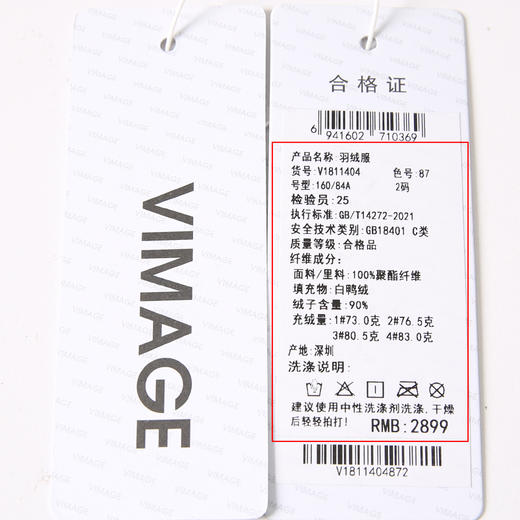 VIMAGE
合格证
6 941602 710369
产品名称:羽绒服
货号:V1811404 色号:87
号型:160/84A 2码
检验员:25
执行标准:GB/T14272-2021
安全技术类别:GB18401 C类
质量等级:合格品
纤维成分:
面料/里料:100%聚酯纤维
填充物:白鸭绒
绒子含量:90%
充绒量:1#73.0克 2#76.5克
3#80.5克 4#83.0克
产地:深圳
洗涤说明:
建议使用中性洗涤剂洗涤.干燥
后轻轻拍打!
RMB:2899
V1811404872